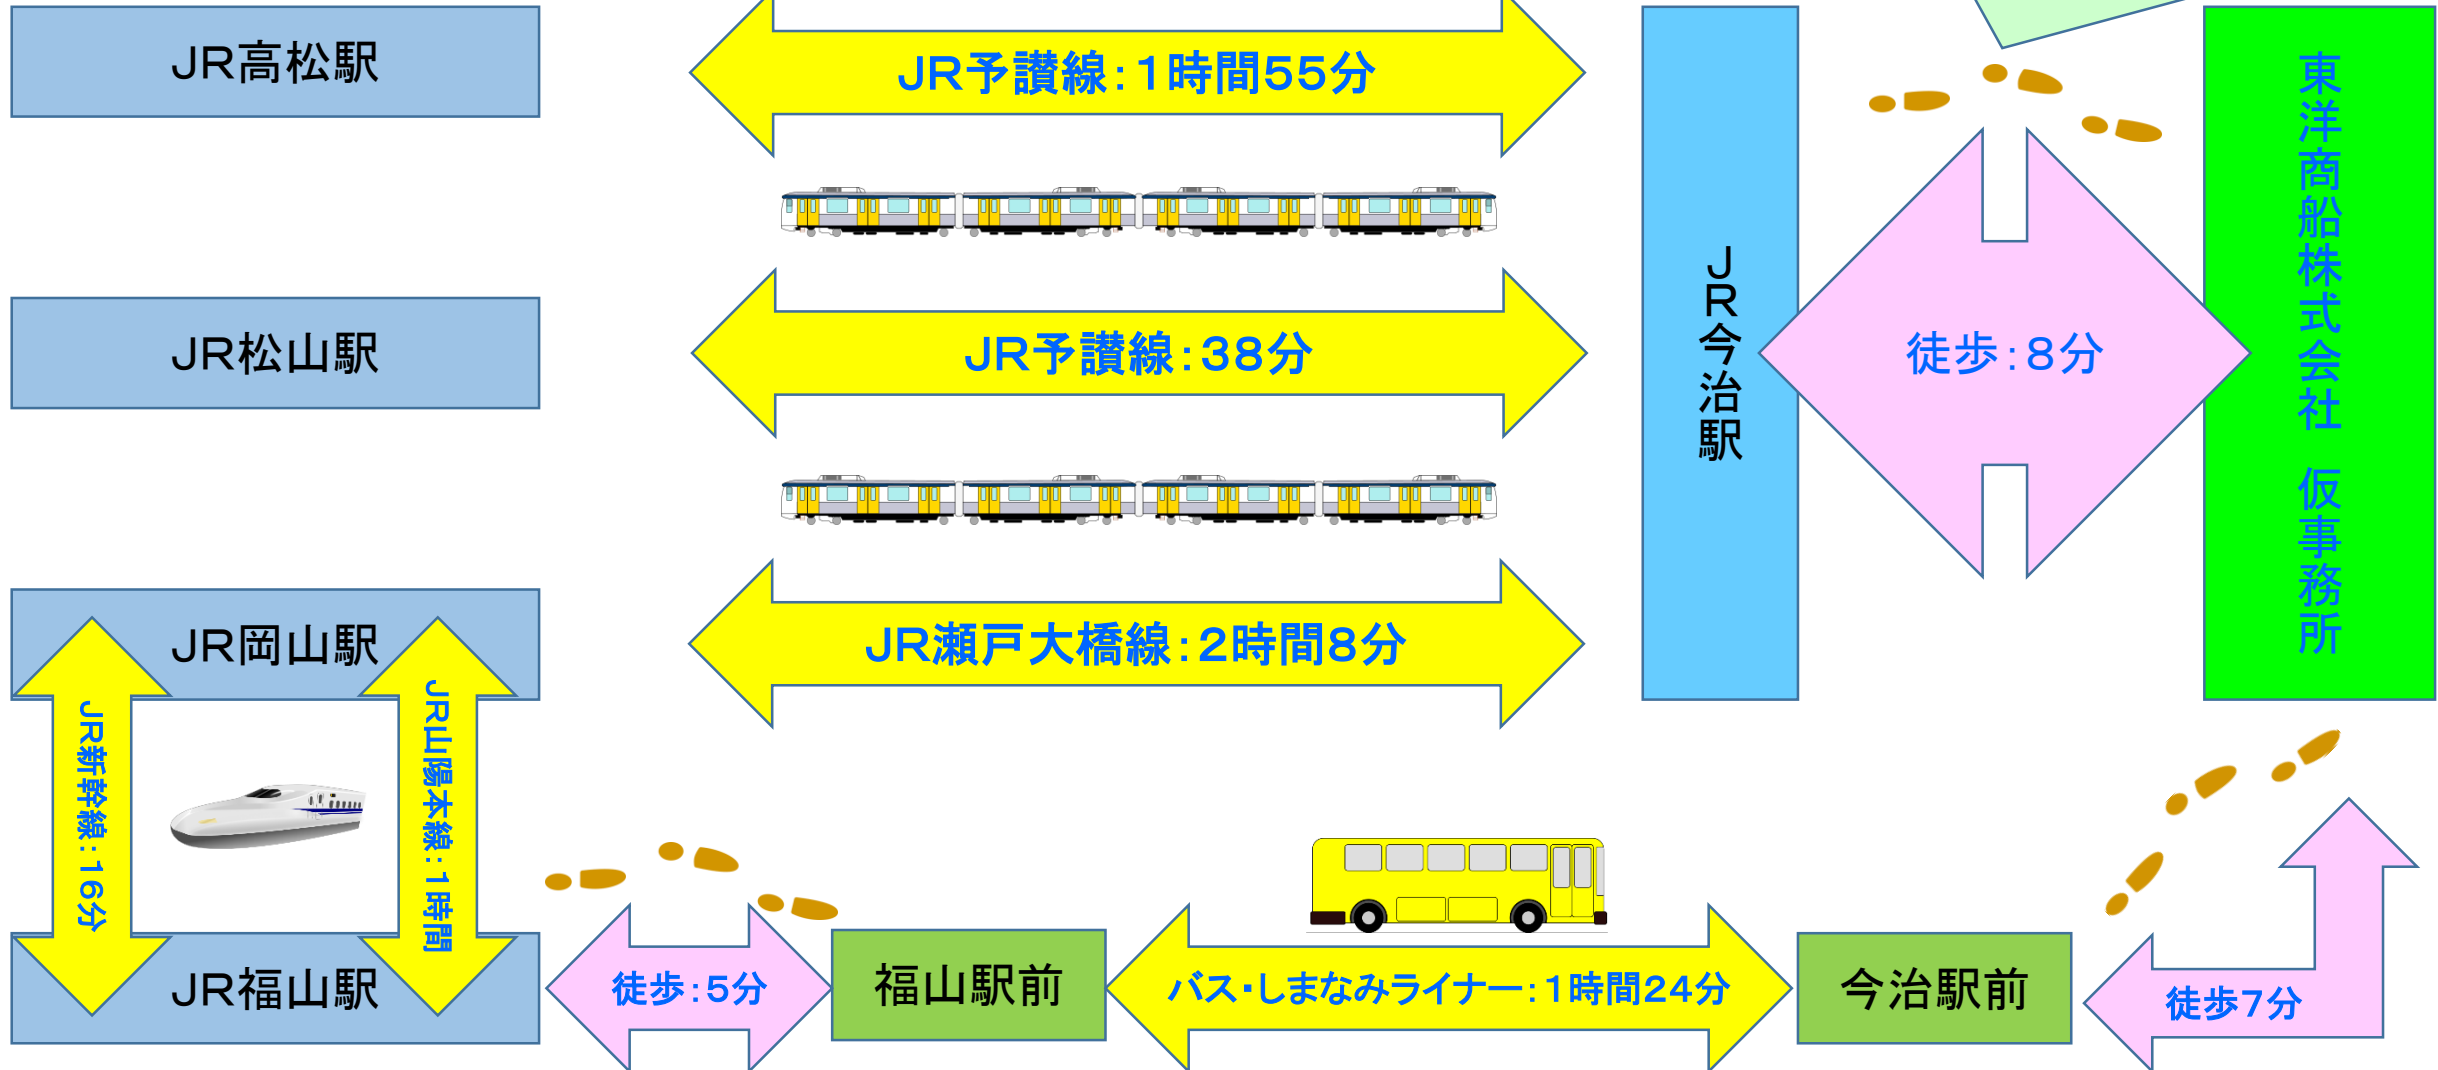 ＪＲ高松駅
ＪＲ予讃線：１時間５５分
ＪＲ松山駅
ＪＲ予讃線：３８分
ＪＲ今治駅
徒歩：８分
東洋商船株式会社　仮事務所
ＪＲ岡山駅
ＪＲ瀬戸大橋線：２時間８分
ＪＲ新幹線：１６分
ＪＲ山陽本線：１時間
ＪＲ福山駅
徒歩：５分
福山駅前
バス・しまなみライナー：１時間２４分
今治駅前
徒歩７分